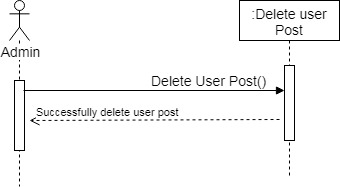 :Delete user
Post
Admin
Delete User Post()
Successfully delete user post